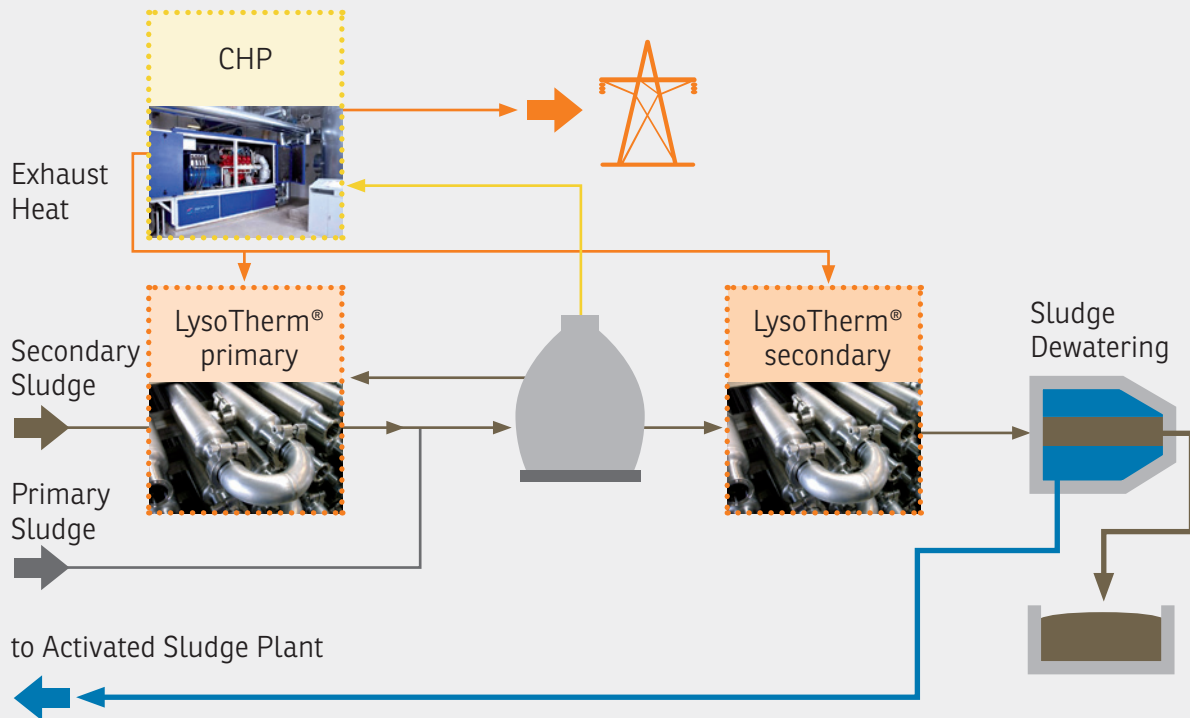 CHP
Exhaust
Heat
LysoTherm®
primary
LysoTherm®
secondary
Sludge
Dewatering
Secondary
Sludge
Primary
Sludge
to Activated Sludge Plant